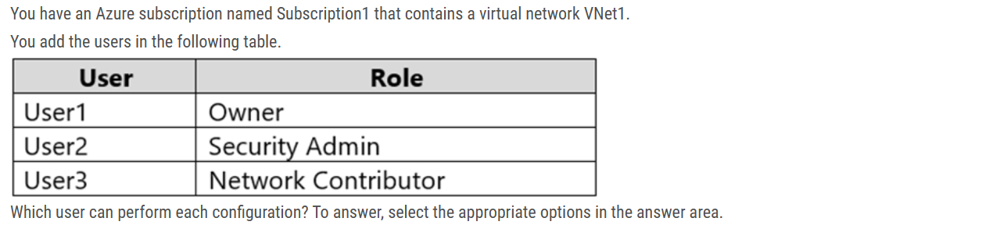 You have an Azure subscription named Subscription1 that contains a virtual network VNet1.
You add the users in the following table.
User Role
User1 Owner
User2 Security Admin
User3 Network Contributor
Which user can perform each configuration? To answer, select the appropriate options in the answer area.